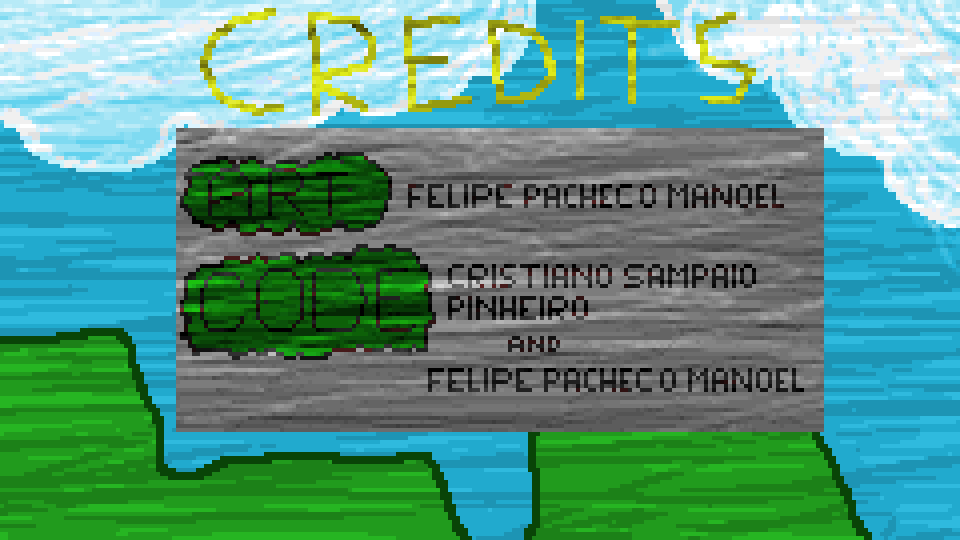 CREDITS
ART FELIPE PACHECO MANOEL
CODE CRISTIANO SAMPAIO
PINHEIRO
AND
FELIPE PACHECO MANOEL